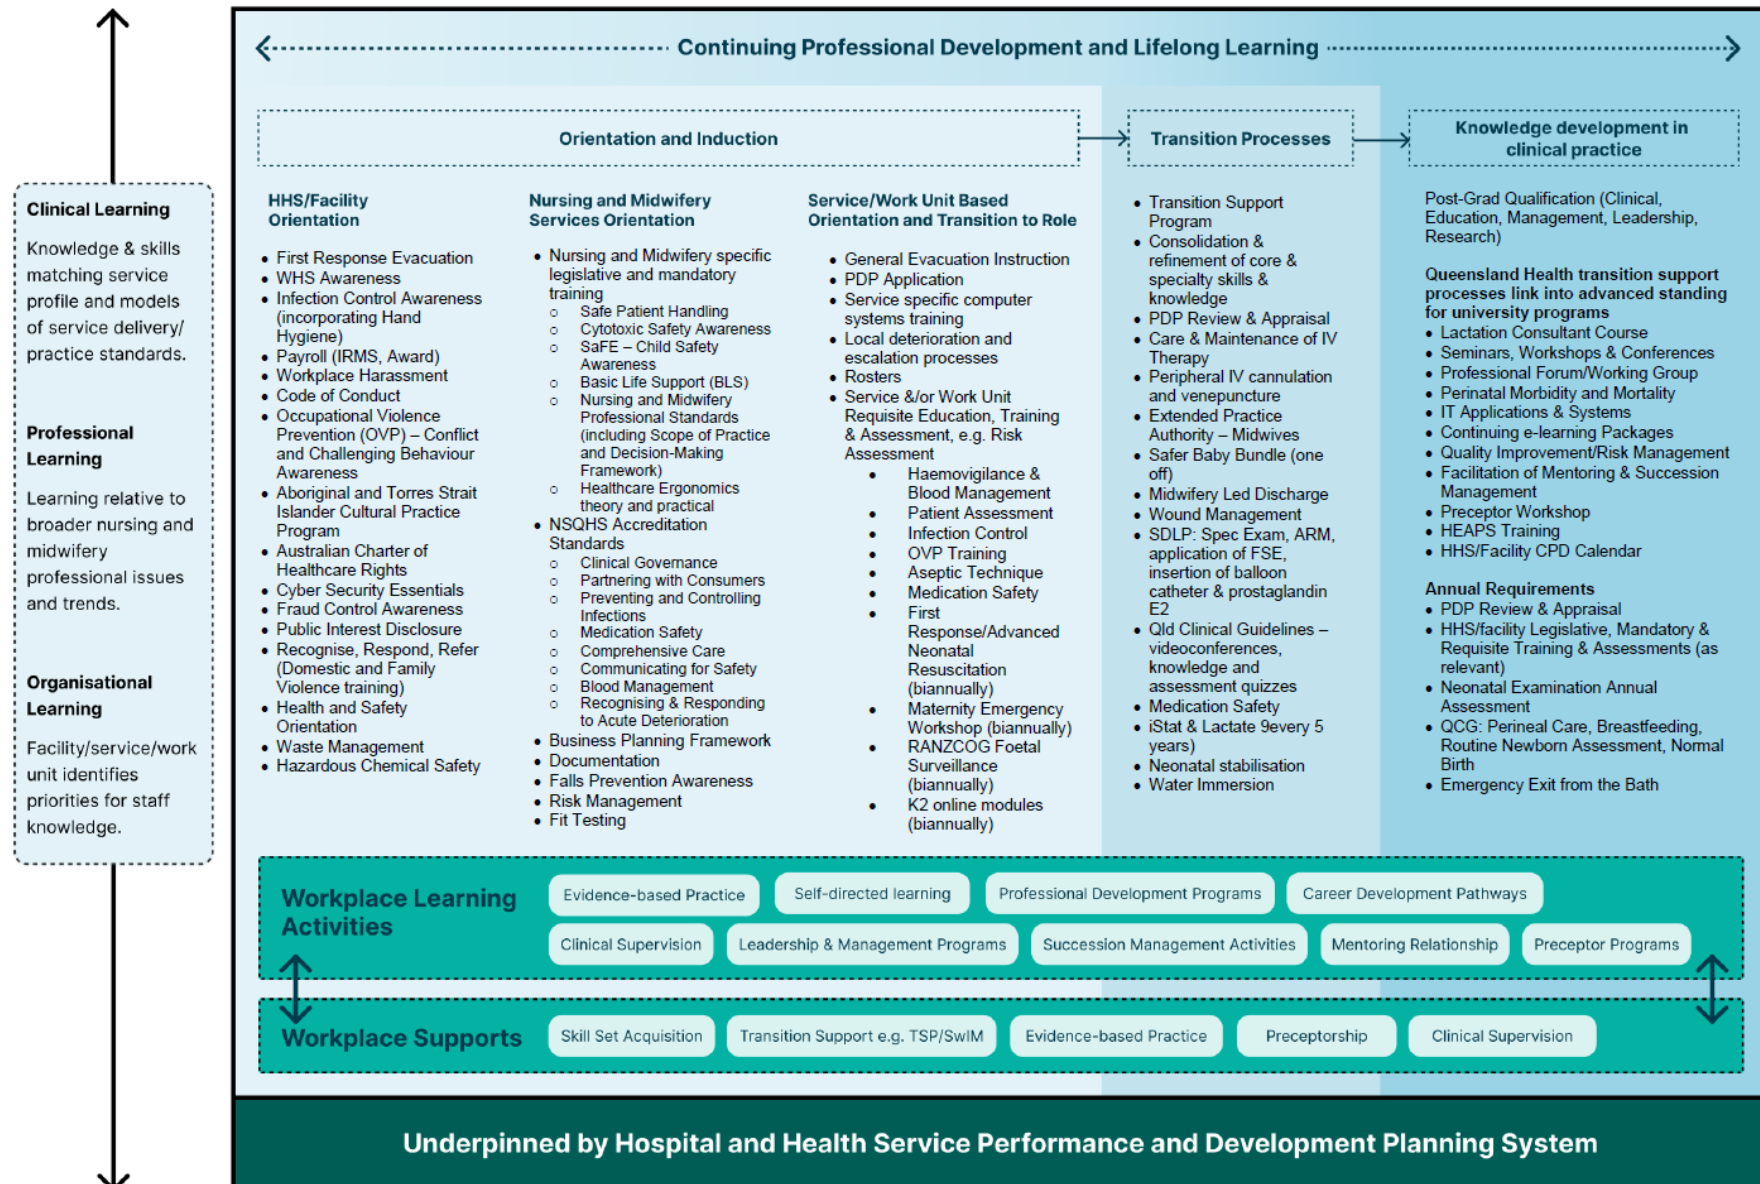 Continuing Professional Development and Lifelong Learning
Orientation and Induction
Transition Processes
Knowledge development in
clinical practice
Clinical Learning
Knowledge & skills
matching service
profile and models
of service delivery/
practice standards.
Professional
Learning
Learning relative to
broader nursing and
midwifery
professional issues
and trends.
Organisational
Learning
Facility/service/work
unit identifies
priorities for staff
knowledge.
HHS/Facility
Orientation
• First Response Evacuation
• WHS Awareness
• Infection Control Awareness
(incorporating Hand
Hygiene)
• Payroll (IRMS, Award)
• Workplace Harassment
• Code of Conduct
• Occupational Violence
Prevention (OVP) – Conflict
and Challenging Behaviour
Awareness
• Aboriginal and Torres Strait
Islander Cultural Practice
Program
• Australian Charter of
Healthcare Rights
• Cyber Security Essentials
• Fraud Control Awareness
• Public Interest Disclosure
• Recognise, Respond, Refer
(Domestic and Family
Violence training)
• Health and Safety
Orientation
• Waste Management
• Hazardous Chemical Safety
Nursing and Midwifery
Services Orientation
• Nursing and Midwifery specific
legislative and mandatory
training
o Safe Patient Handling
o Cytotoxic Safety Awareness
o SaFE – Child Safety
Awareness
o Basic Life Support (BLS)
o Nursing and Midwifery
Professional Standards
(including Scope of Practice
and Decision-Making
Framework)
o Healthcare Ergonomics
theory and practical
• NSQHS Accreditation
Standards
o Clinical Governance
o Partnering with Consumers
o Preventing and Controlling
Infections
o Medication Safety
o Comprehensive Care
o Communicating for Safety
o Blood Management
o Recognising & Responding
to Acute Deterioration
• Business Planning Framework
• Documentation
• Falls Prevention Awareness
• Risk Management
• Fit Testing
Service/Work Unit Based
Orientation and Transition to Role
• General Evacuation Instruction
• PDP Application
• Service specific computer
systems training
• Local deterioration and
escalation processes
• Rosters
• Service &/or Work Unit
Requisite Education, Training
& Assessment, e.g. Risk
Assessment
• Haemovigilance &
Blood Management
• Patient Assessment
• Infection Control
• OVP Training
• Aseptic Technique
• Medication Safety
• First
Response/Advanced
Neonatal
Resuscitation
(biannually)
• Maternity Emergency
Workshop (biannually)
• RANZCOG Foetal
Surveillance
(biannually)
• K2 online modules
(biannually)
• Transition Support
Program
• Consolidation &
refinement of core &
specialty skills &
knowledge
• PDP Review & Appraisal
• Care & Maintenance of IV
Therapy
• Peripheral IV cannulation
and venepuncture
• Extended Practice
Authority – Midwives
• Safer Baby Bundle (one
off)
• Midwifery Led Discharge
• Wound Management
• SDLP: Spec Exam, ARM,
application of FSE,
insertion of balloon
catheter & prostaglandin
E2
• Qld Clinical Guidelines –
videoconferences,
knowledge and
assessment quizzes
• Medication Safety
• iStat & Lactate 9every 5
years)
• Neonatal stabilisation
• Water Immersion
Post-Grad Qualification (Clinical,
Education, Management, Leadership,
Research)
Queensland Health transition support
processes link into advanced standing
for university programs
• Lactation Consultant Course
• Seminars, Workshops & Conferences
• Professional Forum/Working Group
• Perinatal Morbidity and Mortality
• IT Applications & Systems
• Continuing e-learning Packages
• Quality Improvement/Risk Management
• Facilitation of Mentoring & Succession
Management
• Preceptor Workshop
• HEAPS Training
• HHS/Facility CPD Calendar
Annual Requirements
• PDP Review & Appraisal
• HHS/facility Legislative, Mandatory &
Requisite Training & Assessments (as
relevant)
• Neonatal Examination Annual
Assessment
• QCG: Perineal Care, Breastfeeding,
Routine Newborn Assessment, Normal
Birth
• Emergency Exit from the Bath
Workplace Learning
Activities
Evidence-based Practice
Self-directed learning
Professional Development Programs
Career Development Pathways
Clinical Supervision
Leadership & Management Programs
Succession Management Activities
Mentoring Relationship
Preceptor Programs
Workplace Supports
Skill Set Acquisition
Transition Support e.g. TSP/SwIM
Evidence-based Practice
Preceptorship
Clinical Supervision
Underpinned by Hospital and Health Service Performance and Development Planning System